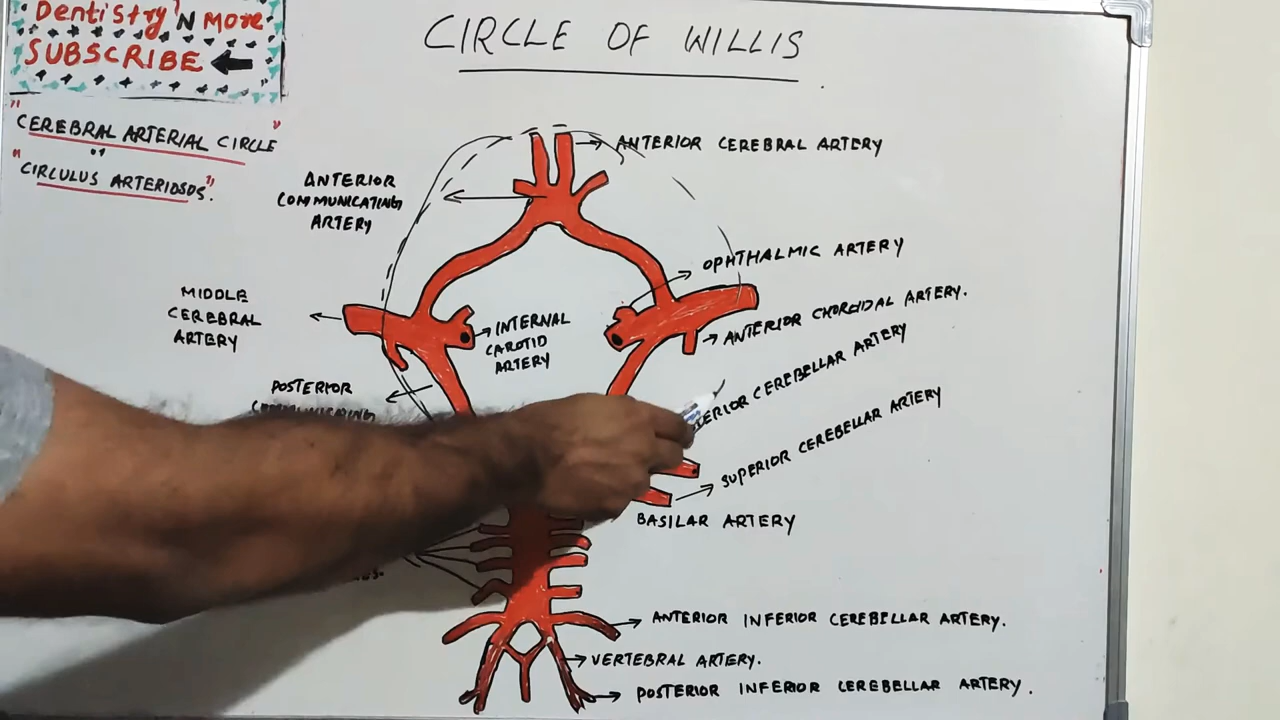 Dentistry 'N More
SUBSCRIBE
CIRCLE OF WILLIS
"CEREBRAL ARTERIAL CIRCLE"
or
"CIRCULUS ARTERIOSUS".
ANTERIOR CEREBRAL ARTERY
ANTERIOR
COMMUNICATING
ARTERY
OPHTHALMIC ARTERY
MIDDLE
CEREBRAL
ARTERY
INTERNAL
CAROTID
ARTERY
ANTERIOR CHOROIDAL ARTERY.
POSTERIOR
CEREBELLAR ARTERY
SUPERIOR CEREBELLAR ARTERY
BASILAR ARTERY
ANTERIOR INFERIOR CEREBELLAR ARTERY.
VERTEBRAL ARTERY.
POSTERIOR INFERIOR CEREBELLAR ARTERY.